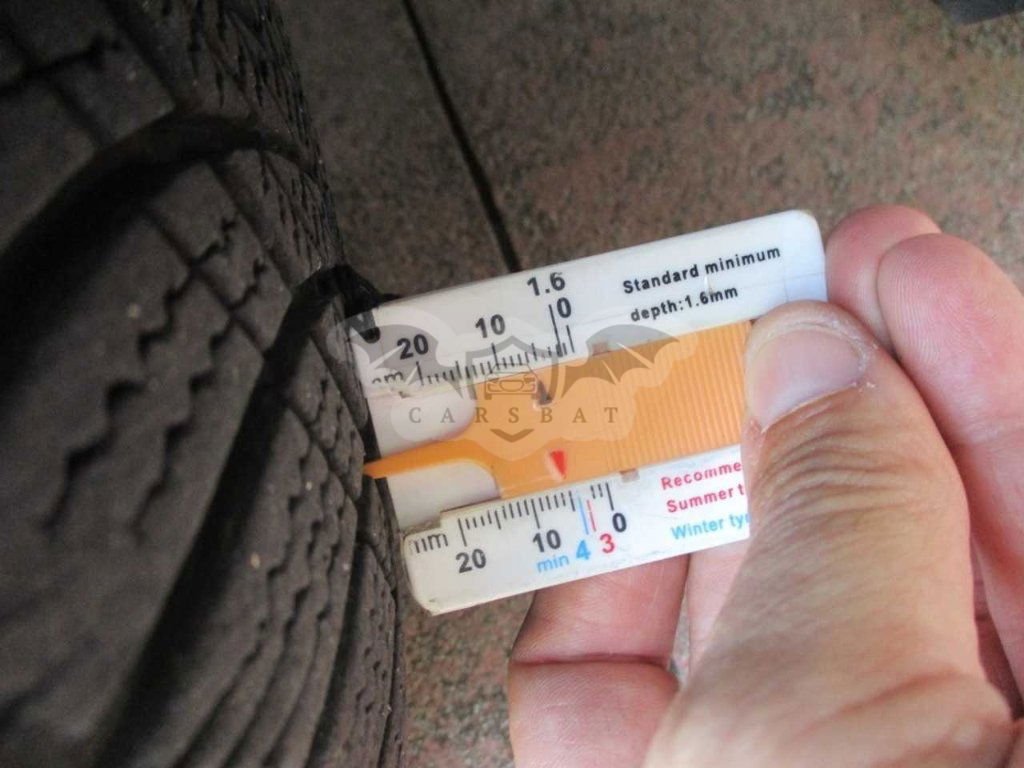 1.6
Standard minimum
20 10 0
depth:1.6mm
CARSBAT
Recomme
Summer t
mm 20 10 0
Winter ty
min 4 3